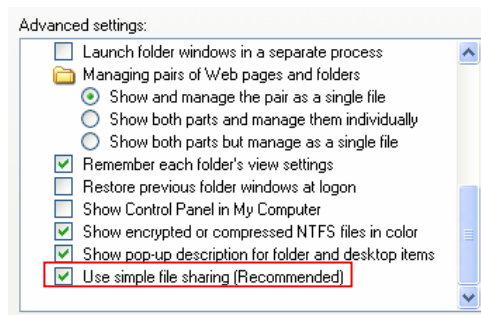 Advanced settings:
Launch folder windows in a separate process
Managing pairs of Web pages and folders
Show and manage the pair as a single file
Show both parts and manage them individually
Show both parts but manage as a single file
Remember each folder's view settings
Restore previous folder windows at logon
Show Control Panel in My Computer
Show encrypted or compressed NTFS files in color
Show pop-up description for folder and desktop items
Use simple file sharing (Recommended)